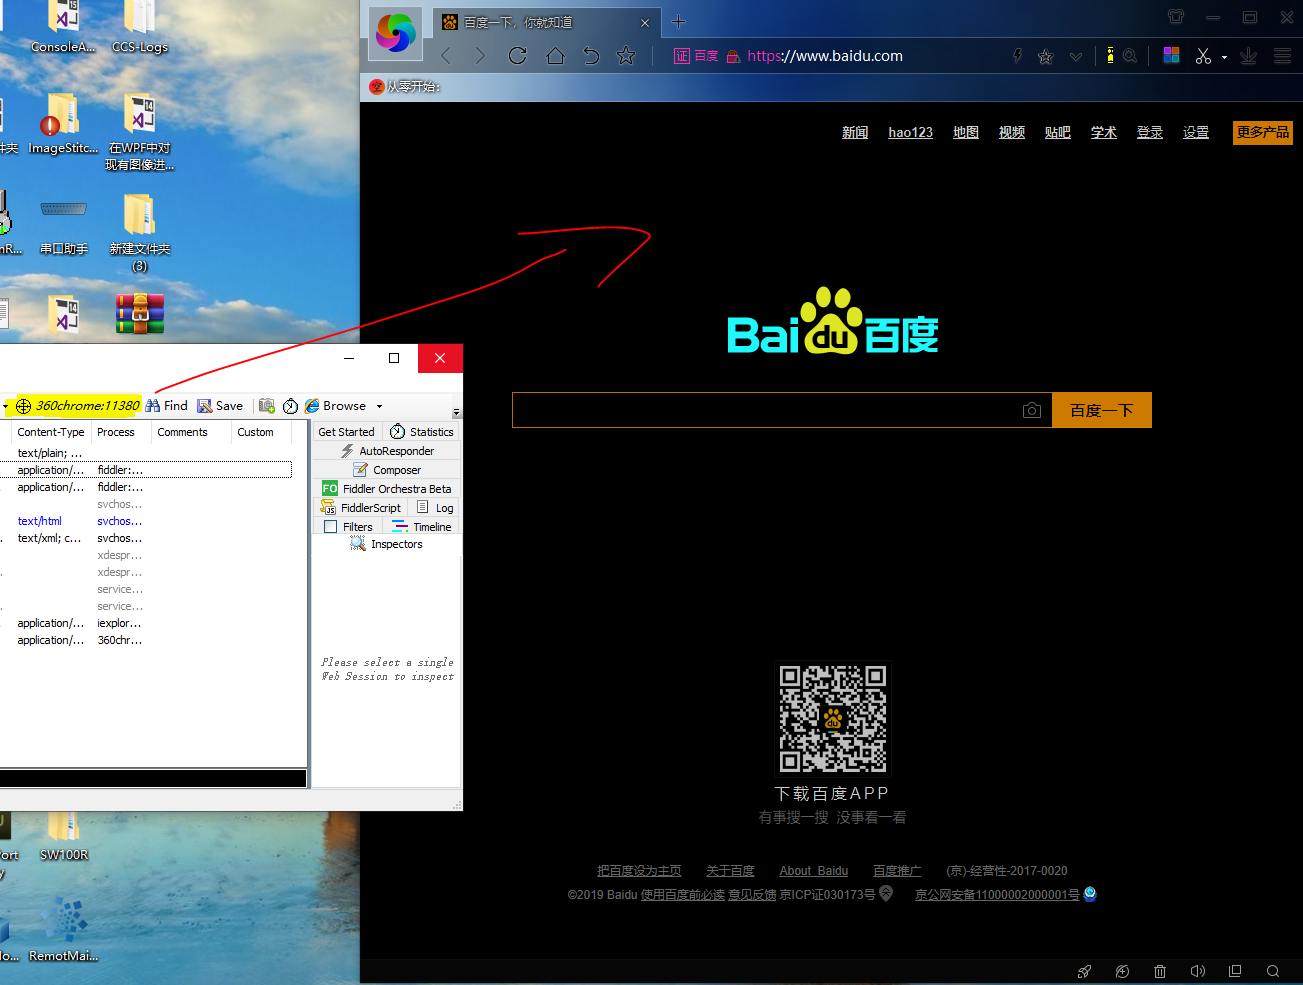 ConsoleA...
CCS-Logs
件夹
ImageStitc...
在WPF中对
现有图像进...
mR...
串口助手
新建文件夹
(3)
百度一下，你就知道
证 百度 https://www.baidu.com
从零开始:
新闻 hao123 地图 视频 贴吧 学术 登录 设置 更多产品
Bai du 百度
百度一下
360chrome:11380 Find Save Browse
Content-Type Process Comments Custom
text/plain; ...
application/... fiddler:...
application/... fiddler:...
svchos...
text/html svchos...
text/xml; c... svchos...
xdespr...
xdespr...
service...
service...
application/... iexplor...
application/... 360chr...
Get Started Statistics
AutoResponder
Composer
FO Fiddler Orchestra Beta
FiddlerScript Log
Filters Timeline
Inspectors
Please select a single
Web Session to inspect
下载百度APP
有事搜一搜 没事看一看
把百度设为主页 关于百度 About Baidu 百度推广 (京)-经营性-2017-0020
©2019 Baidu 使用百度前必读 意见反馈 京ICP证030173号 京公网安备11000002000001号
ort
y
SW100R
lo...
RemotMai...